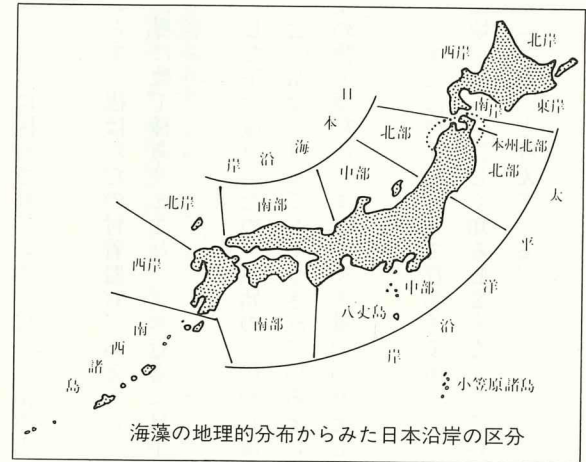 北岸
西岸
南岸
東岸
本州北部
日本海沿岸
北部
中部
南部
北部
太平洋沿岸
中部
南部
北岸
西岸
八丈島
南西諸島
小笠原諸島
海藻の地理的分布からみた日本沿岸の区分